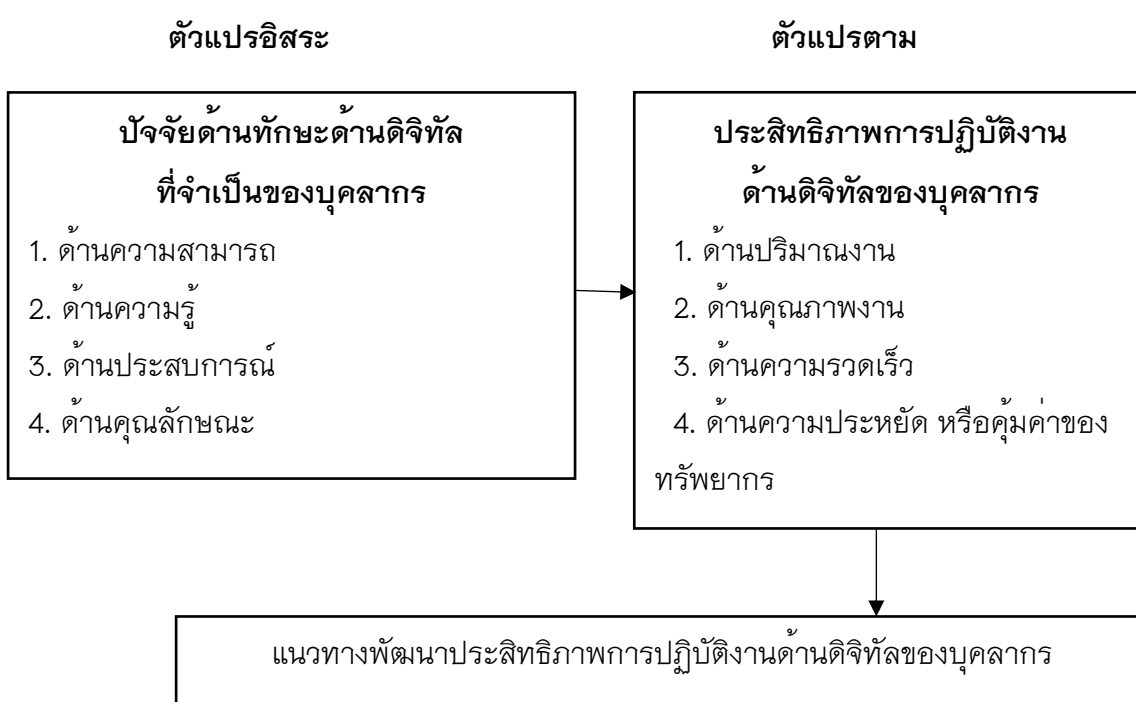 ตัวแปรอิสระ
ตัวแปรตาม
ปัจจัยด้านทักษะด้านดิจิทัล
ที่จำเป็นของบุคลากร
1. ด้านความสามารถ
2. ด้านความรู้
3. ด้านประสบการณ์
4. ด้านคุณลักษณะ
ประสิทธิภาพการปฏิบัติงาน
ด้านดิจิทัลของบุคลากร
1. ด้านปริมาณงาน
2. ด้านคุณภาพงาน
3. ด้านความรวดเร็ว
4. ด้านความประหยัด หรือคุ้มค่าของ
ทรัพยากร
แนวทางพัฒนาประสิทธิภาพการปฏิบัติงานด้านดิจิทัลของบุคลากร